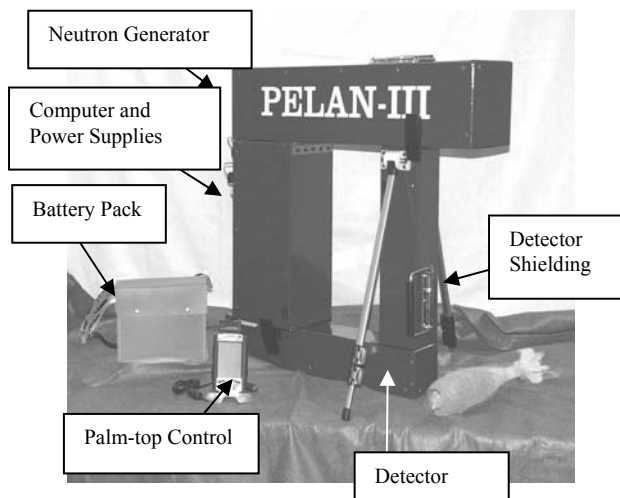 Neutron Generator
PELAN-III
Computer and
Power Supplies
Battery Pack
Detector
Shielding
Palm-top Control
Detector